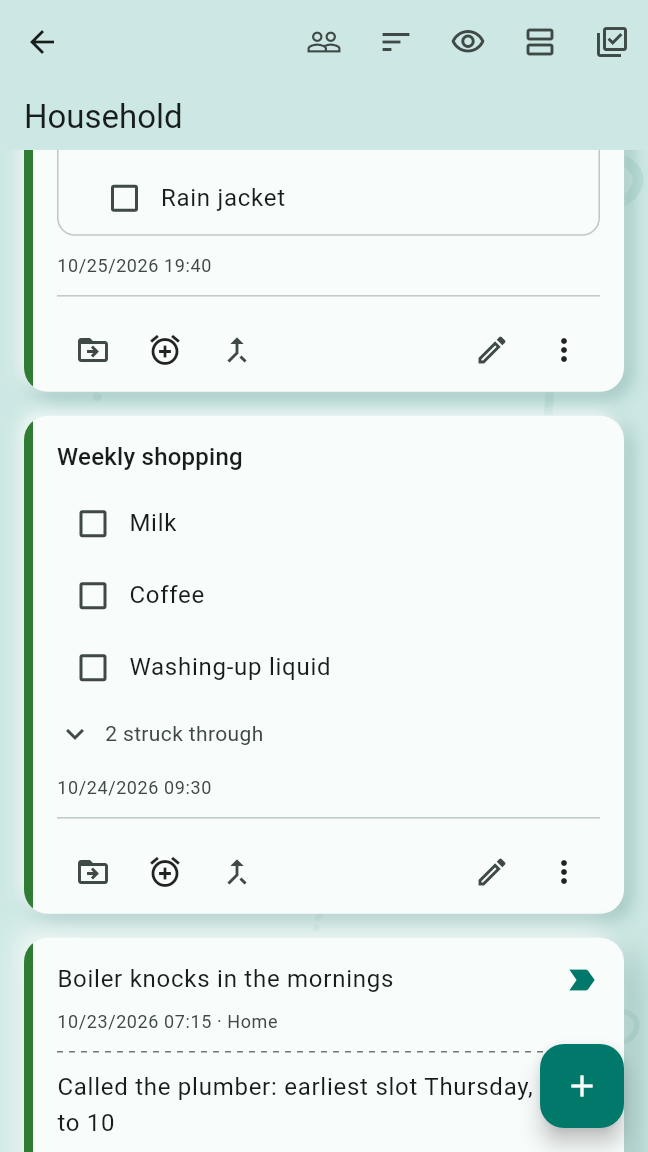 Household
Rain jacket
10/25/2026 19:40
Weekly shopping
Milk
Coffee
Washing-up liquid
2 struck through
10/24/2026 09:30
Boiler knocks in the mornings
10/23/2026 07:15 · Home
Called the plumber: earliest slot Thursday,
to 10